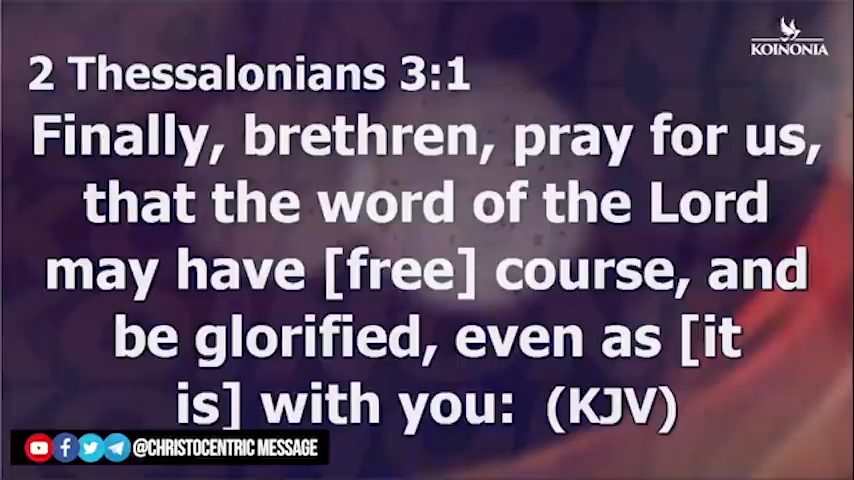 KOINONIA
2 Thessalonians 3:1
Finally, brethren, pray for us,
that the word of the Lord
may have [free] course, and
be glorified, even as [it
is] with you: (KJV)
@CHRISTOCENTRIC MESSAGE